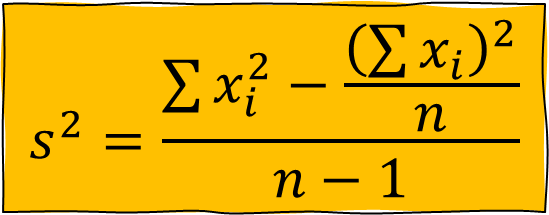 s² = (∑ xᵢ² − (∑ xᵢ)² / n) / (n − 1)